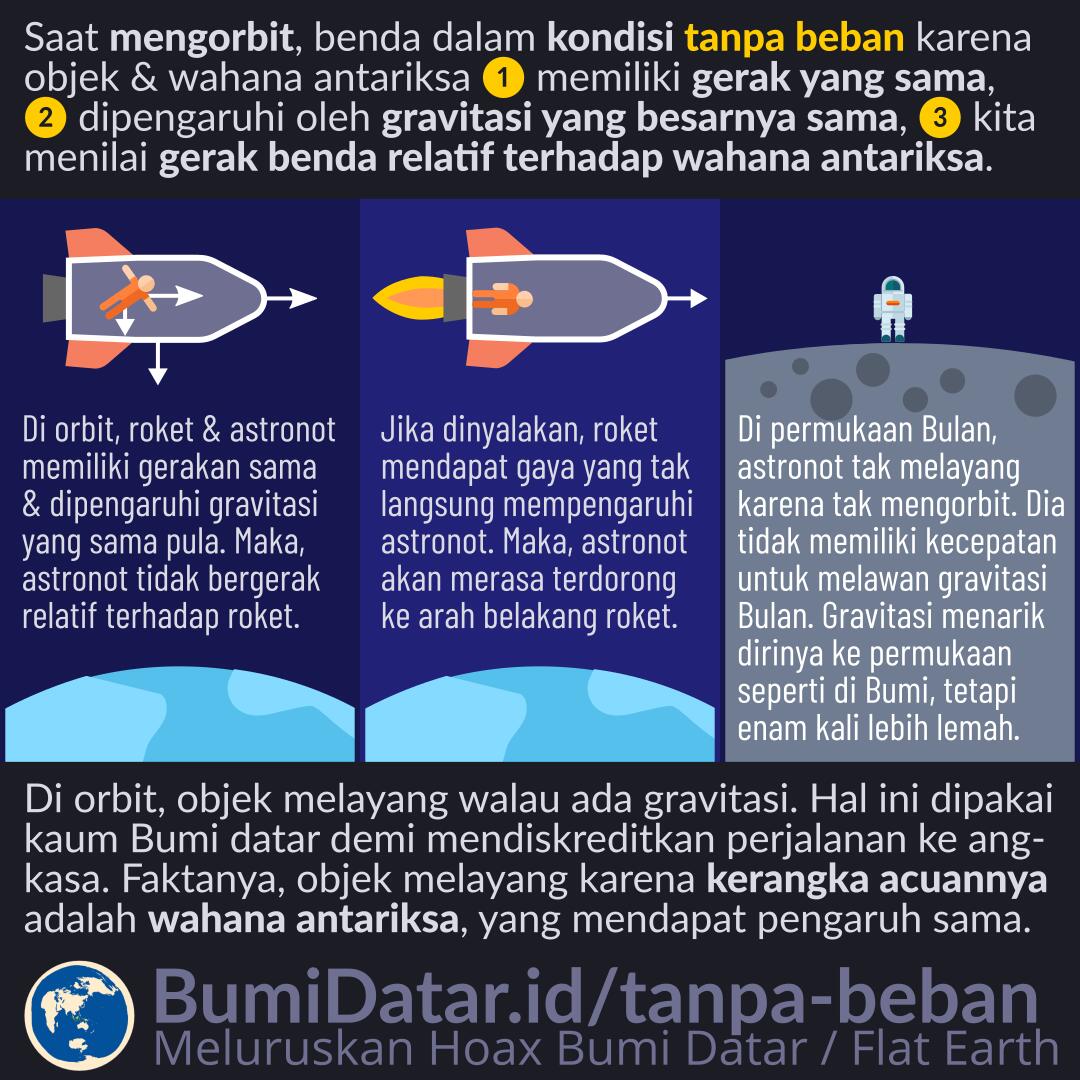 Saat mengorbit, benda dalam kondisi tanpa beban karena
objek & wahana antariksa 1 memiliki gerak yang sama,
2 dipengaruhi oleh gravitasi yang besarnya sama, 3 kita
menilai gerak benda relatif terhadap wahana antariksa.
Di orbit, roket & astronot
memiliki gerakan sama
& dipengaruhi gravitasi
yang sama pula. Maka,
astronot tidak bergerak
relatif terhadap roket.
Jika dinyalakan, roket
mendapat gaya yang tak
langsung mempengaruhi
astronot. Maka, astronot
akan merasa terdorong
ke arah belakang roket.
Di permukaan Bulan,
astronot tak melayang
karena tak mengorbit. Dia
tidak memiliki kecepatan
untuk melawan gravitasi
Bulan. Gravitasi menarik
dirinya ke permukaan
seperti di Bumi, tetapi
enam kali lebih lemah.
Di orbit, objek melayang walau ada gravitasi. Hal ini dipakai
kaum Bumi datar demi mendiskreditkan perjalanan ke ang-
kasa. Faktanya, objek melayang karena kerangka acuannya
adalah wahana antariksa, yang mendapat pengaruh sama.
BumiDatar.id/tanpa-beban
Meluruskan Hoax Bumi Datar / Flat Earth